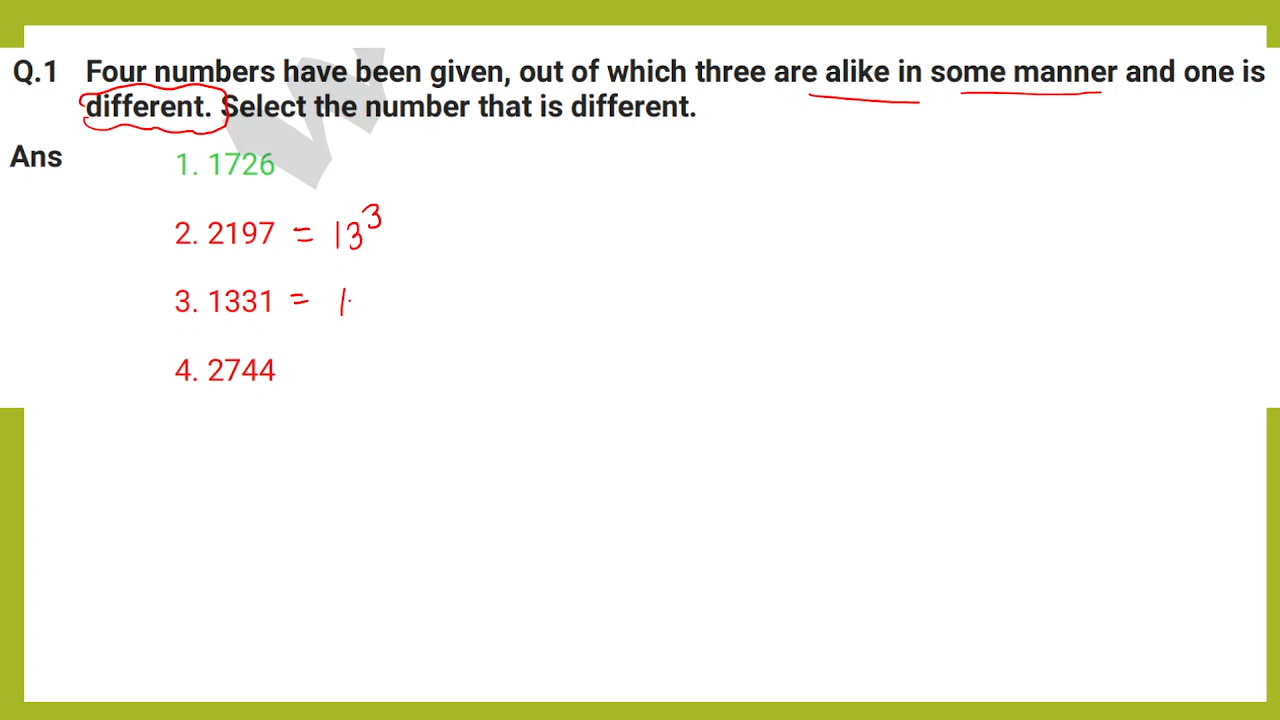 Q.1 Four numbers have been given, out of which three are alike in some manner and one is
different. Select the number that is different.
Ans
1. 1726
2. 2197 = 13³
3. 1331 = 1
4. 2744